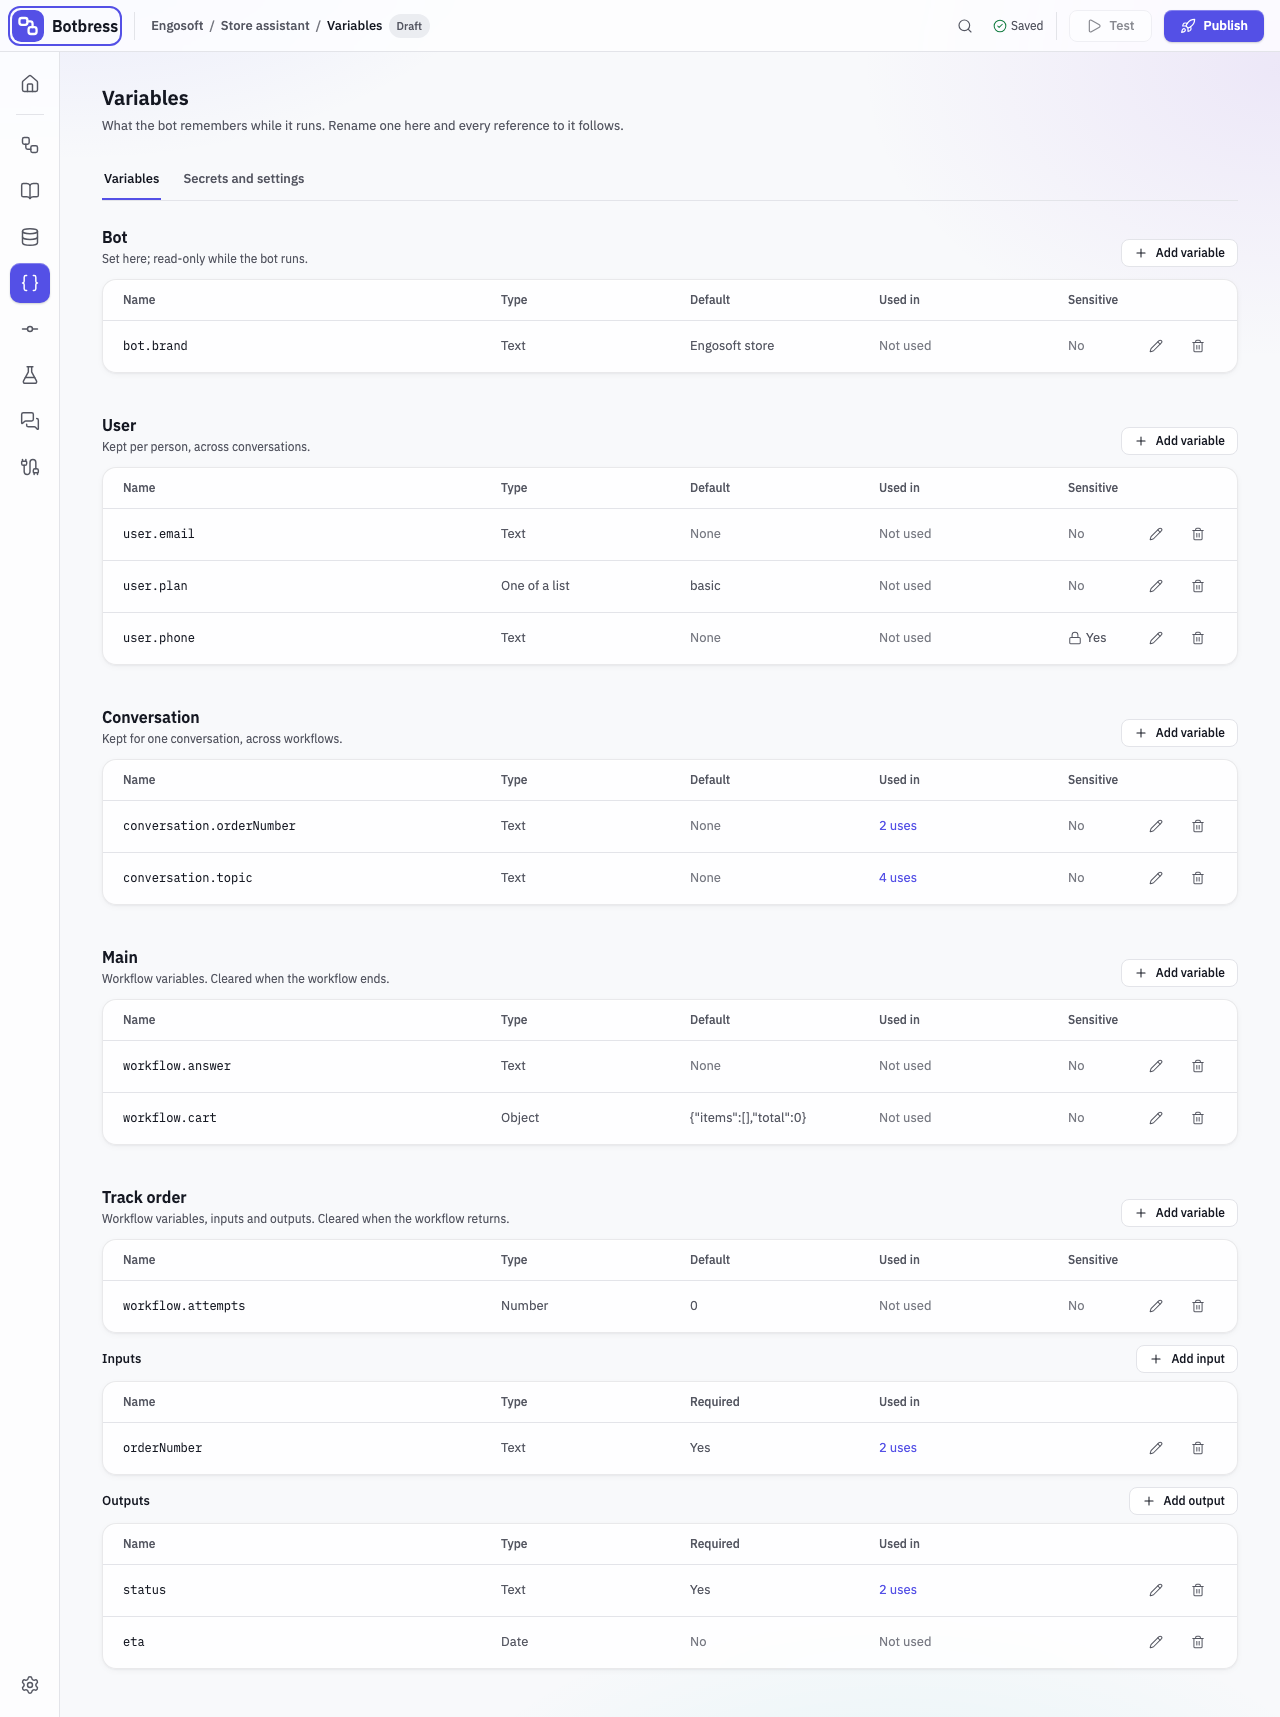 Botbress
Engosoft / Store assistant / Variables Draft
Saved
Test
Publish
Variables
What the bot remembers while it runs. Rename one here and every reference to it follows.
Variables Secrets and settings
Bot
Set here; read-only while the bot runs.
Add variable
Name Type Default Used in Sensitive
bot.brand Text Engosoft store Not used No
User
Kept per person, across conversations.
Add variable
Name Type Default Used in Sensitive
user.email Text None Not used No
user.plan One of a list basic Not used No
user.phone Text None Not used Yes
Conversation
Kept for one conversation, across workflows.
Add variable
Name Type Default Used in Sensitive
conversation.orderNumber Text None 2 uses No
conversation.topic Text None 4 uses No
Main
Workflow variables. Cleared when the workflow ends.
Add variable
Name Type Default Used in Sensitive
workflow.answer Text None Not used No
workflow.cart Object {"items":[],"total":0} Not used No
Track order
Workflow variables, inputs and outputs. Cleared when the workflow returns.
Add variable
Name Type Default Used in Sensitive
workflow.attempts Number 0 Not used No
Inputs
Add input
Name Type Required Used in
orderNumber Text Yes 2 uses
Outputs
Add output
Name Type Required Used in
status Text Yes 2 uses
eta Date No Not used